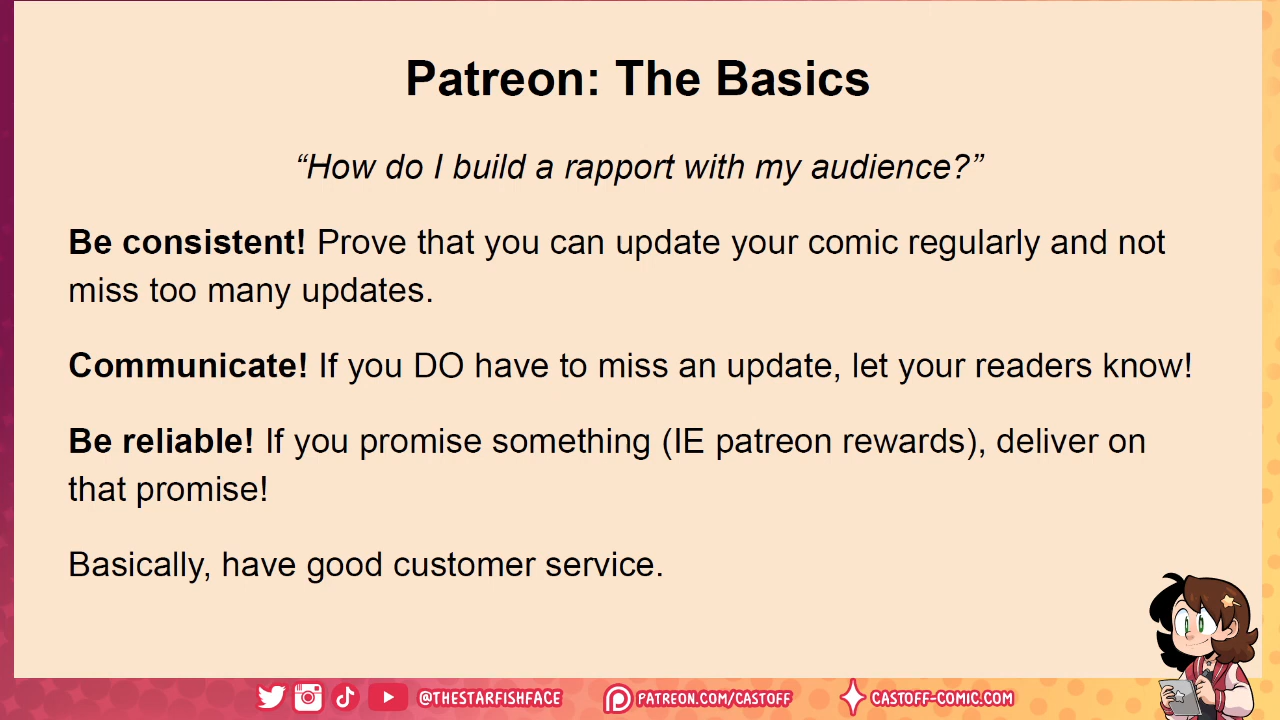 Patreon: The Basics
“How do I build a rapport with my audience?”
Be consistent! Prove that you can update your comic regularly and not
miss too many updates.
Communicate! If you DO have to miss an update, let your readers know!
Be reliable! If you promise something (IE patreon rewards), deliver on
that promise!
Basically, have good customer service.
@THESTARFISHFACE PATREON.COM/CASTOFF CASTOFF-COMIC.COM